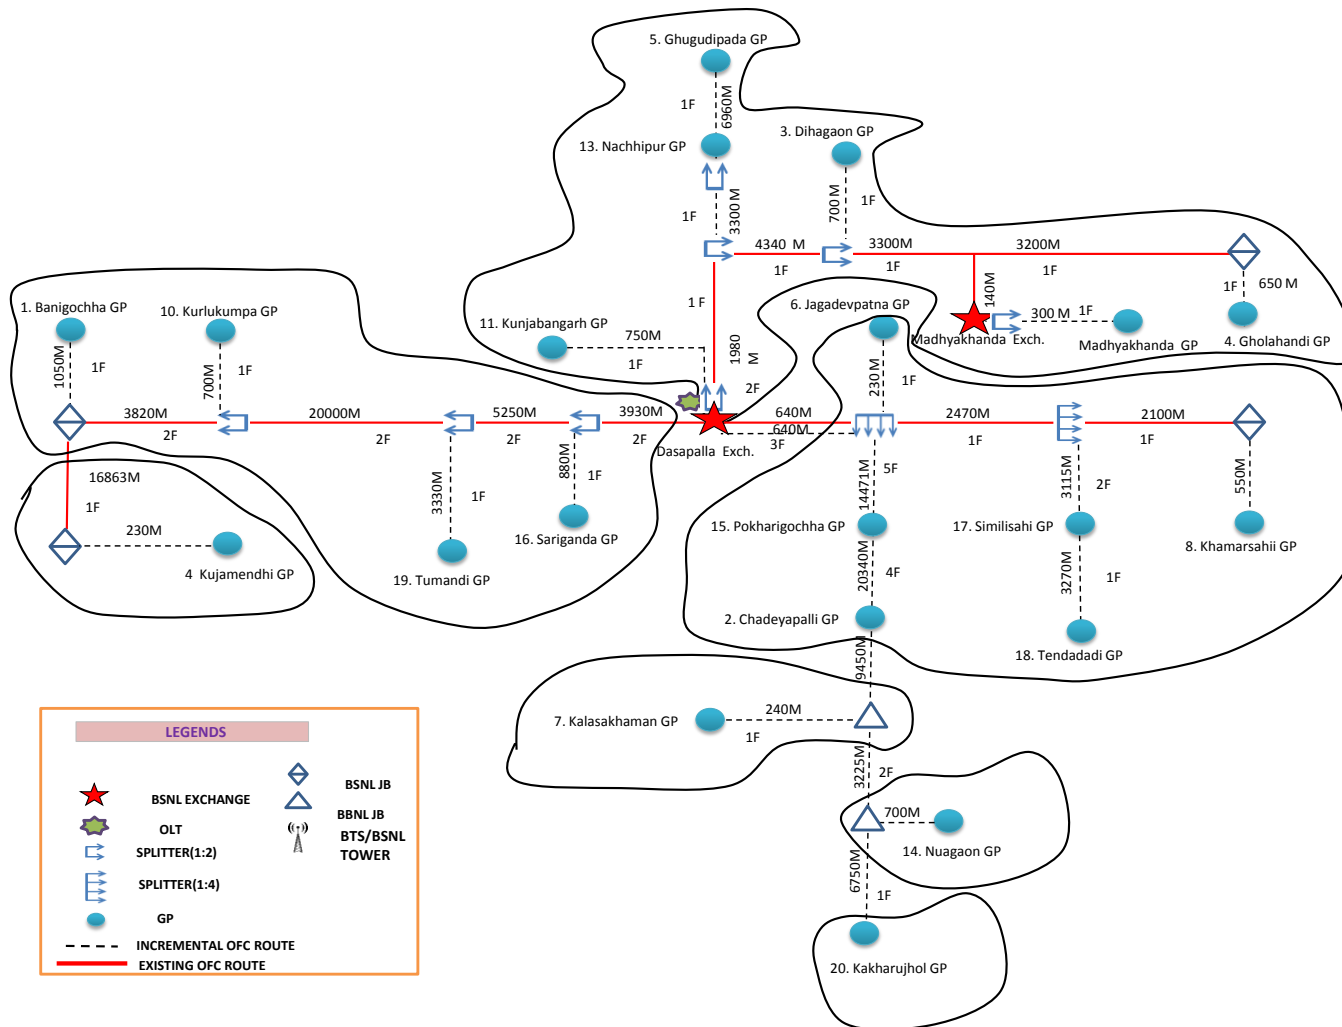 5. Ghugudipada GP
1F
6960M
13. Nachhipur GP
3. Dihagaon GP
1F
3300 M
700 M
1F
4340 M
1F
3300M
1F
3200M
1F
1F
650 M
140M
300 M
1F
Madhyakhanda Exch.
Madhyakhanda GP
4. Gholahandi GP
6. Jagadevpatna GP
1 F
1980
M
2F
11. Kunjabangarh GP
750M
1F
230 M
1F
1. Banigochha GP
10. Kurlukumpa GP
1050M
1F
700M
1F
3820M
2F
20000M
2F
5250M
2F
3930M
2F
Dasapalla Exch.
640M
640M
3F
2470M
1F
2100M
1F
16863M
1F
230M
4 Kujamendhi GP
3330M
1F
19. Tumandi GP
880M
1F
16. Sariganda GP
5F
14471M
15. Pokharigochha GP
20340M
4F
2. Chadeyapalli GP
3115M
2F
17. Similisahi GP
3270M
1F
18. Tendadadi GP
550M
8. Khamarsahii GP
9450M
7. Kalasakhaman GP
240M
1F
3225M
2F
700M
14. Nuagaon GP
6750M
1F
20. Kakharujhol GP
LEGENDS
BSNL EXCHANGE
OLT
SPLITTER(1:2)
SPLITTER(1:4)
GP
INCREMENTAL OFC ROUTE
EXISTING OFC ROUTE
BSNL JB
BBNL JB
BTS/BSNL
TOWER